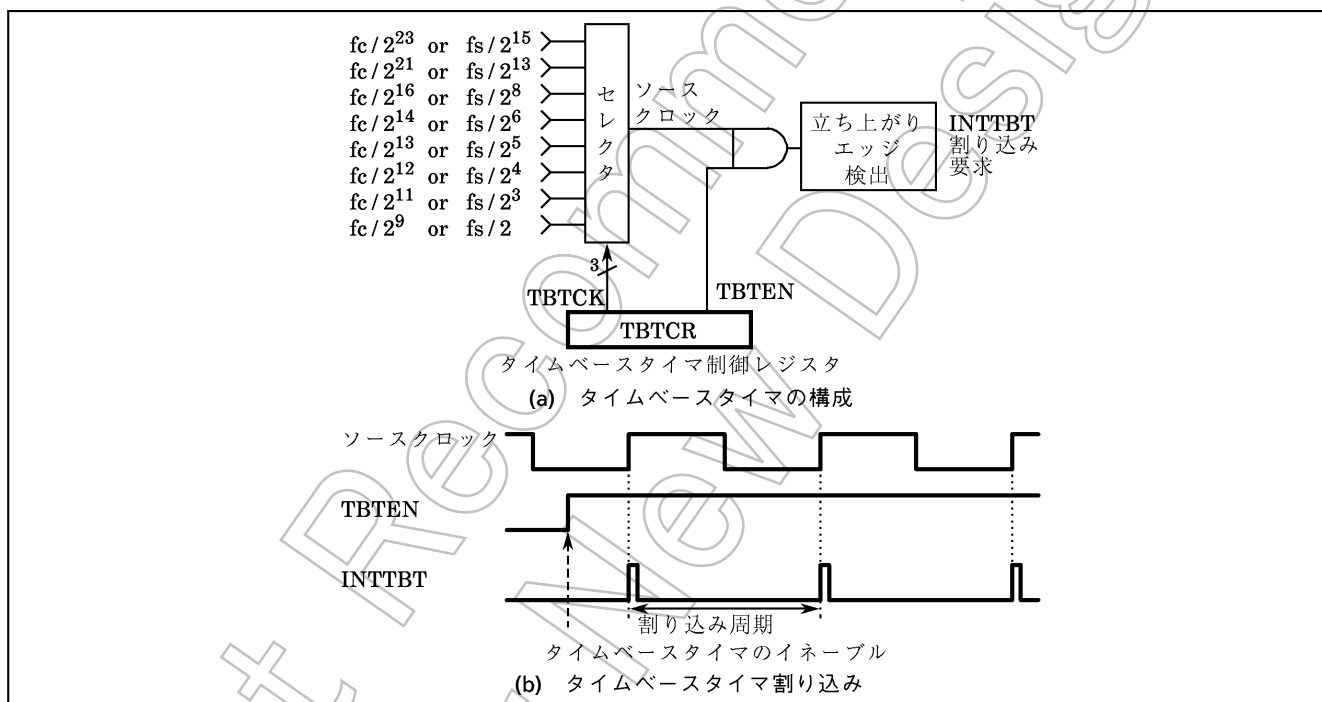 fc/2^23 or fs/2^15
fc/2^21 or fs/2^13
fc/2^16 or fs/2^8
fc/2^14 or fs/2^6
fc/2^13 or fs/2^5
fc/2^12 or fs/2^4
fc/2^11 or fs/2^3
fc/2^9 or fs/2
セレクタ
ソース
クロック
立ち上がり
エッジ
検出
INTTBT
割り込み
要求
3
TBTCK
TBTEN
TBTCR
タイムベースタイマ制御レジスタ
(a) タイムベースタイマの構成
ソースクロック
TBTEN
INTTBT
割り込み周期
タイムベースタイマのイネーブル
(b) タイムベースタイマ割り込み